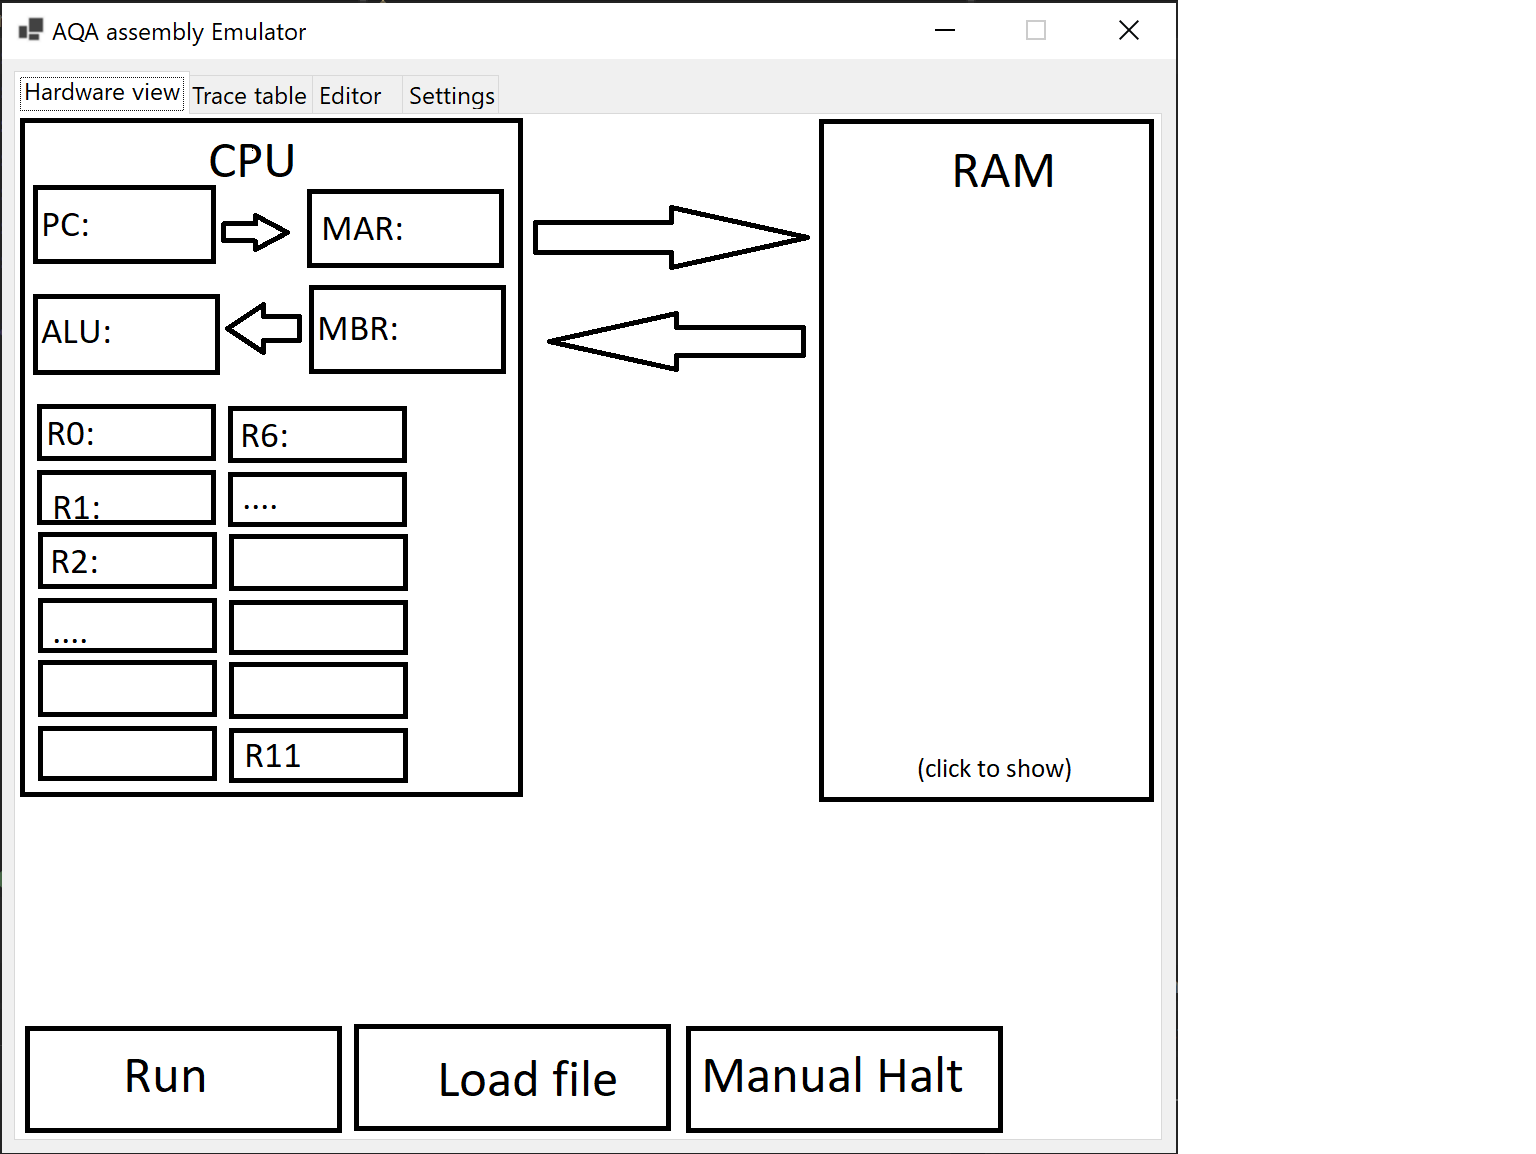 AQA assembly Emulator
Hardware view Trace table Editor Settings
CPU
PC:
MAR:
ALU:
MBR:
R0:
R6:
R1:
....
R2:
....
R11
RAM
(click to show)
Run
Load file
Manual Halt